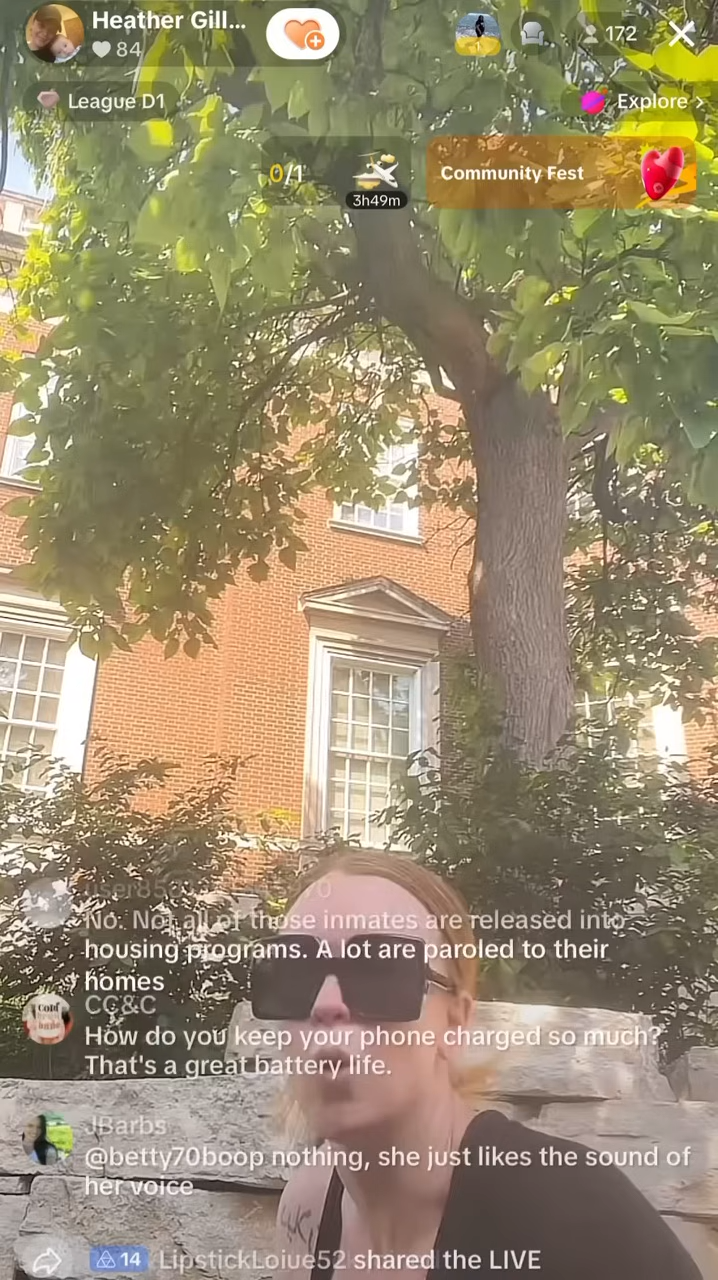 Heather Gill...
84
172
League D1
Explore >
0/1
3h49m
Community Fest
No. Not all of those inmates are released into
housing programs. A lot are paroled to their
homes
CC&C
How do you keep your phone charged so much?
That's a great battery life.
JBarbs
@betty70boop nothing, she just likes the sound of
her voice
14 LipstickLoiue52 shared the LIVE